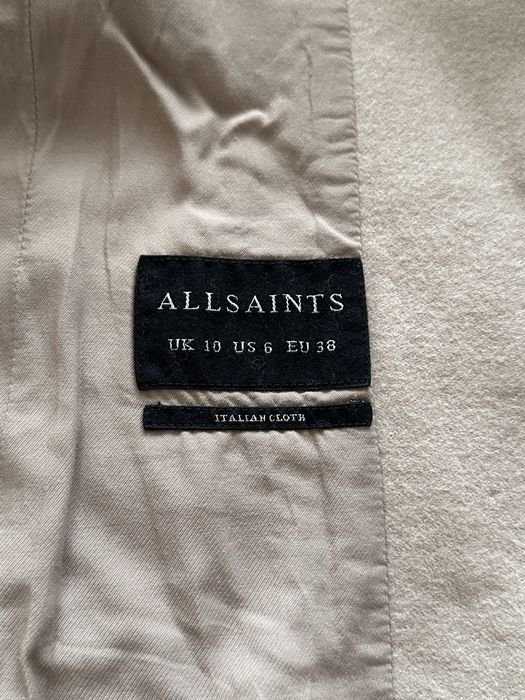 ALLSAINTS
UK 10 US 6 EU 38
ITALIAN CLOTH